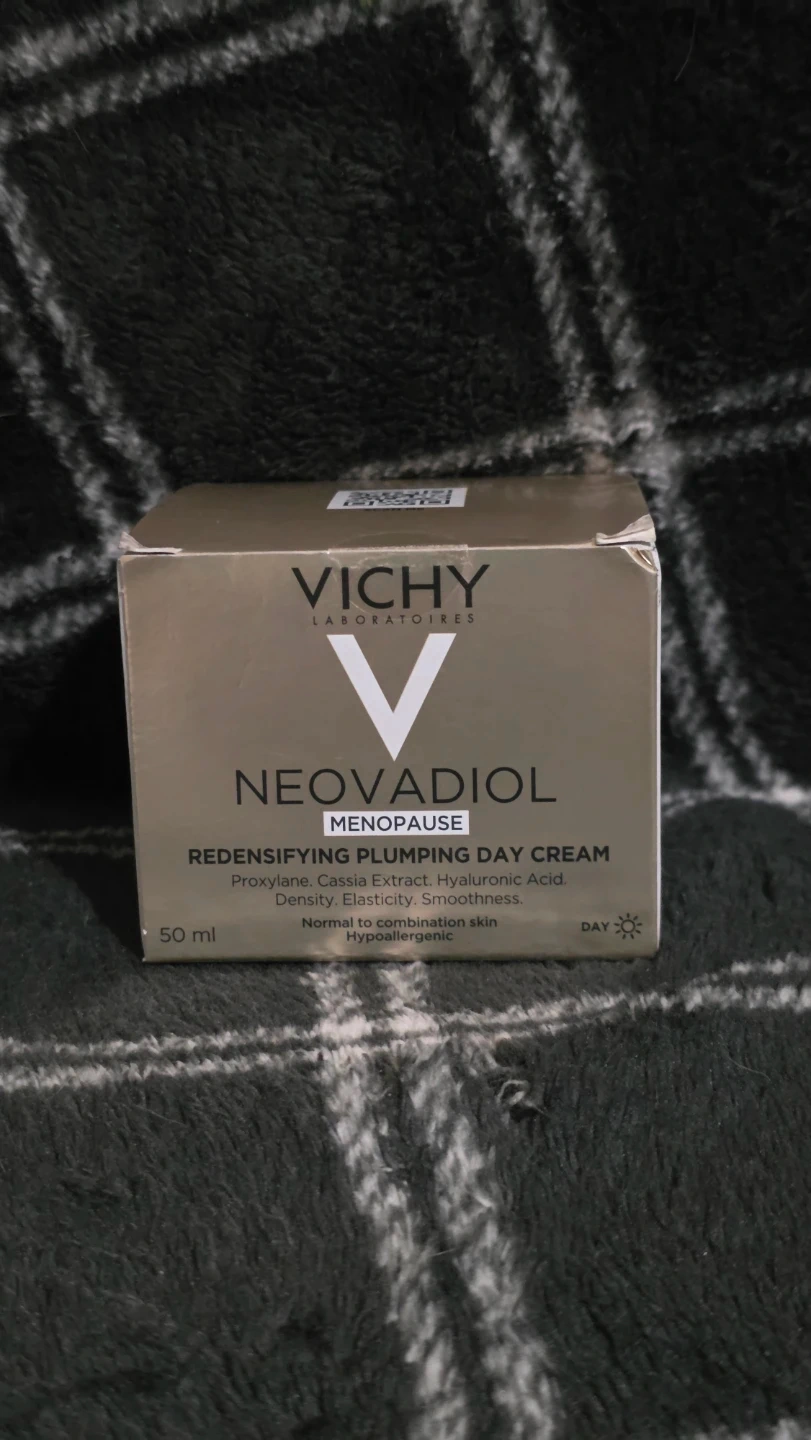 VICHY
LABORATOIRES
V
NEOVADIOL
MENOPAUSE
REDENSIFYING PLUMPING DAY CREAM
Proxylane. Cassia Extract. Hyaluronic Acid.
Density. Elasticity. Smoothness.
Normal to combination skin
Hypoallergenic
50 ml
DAY